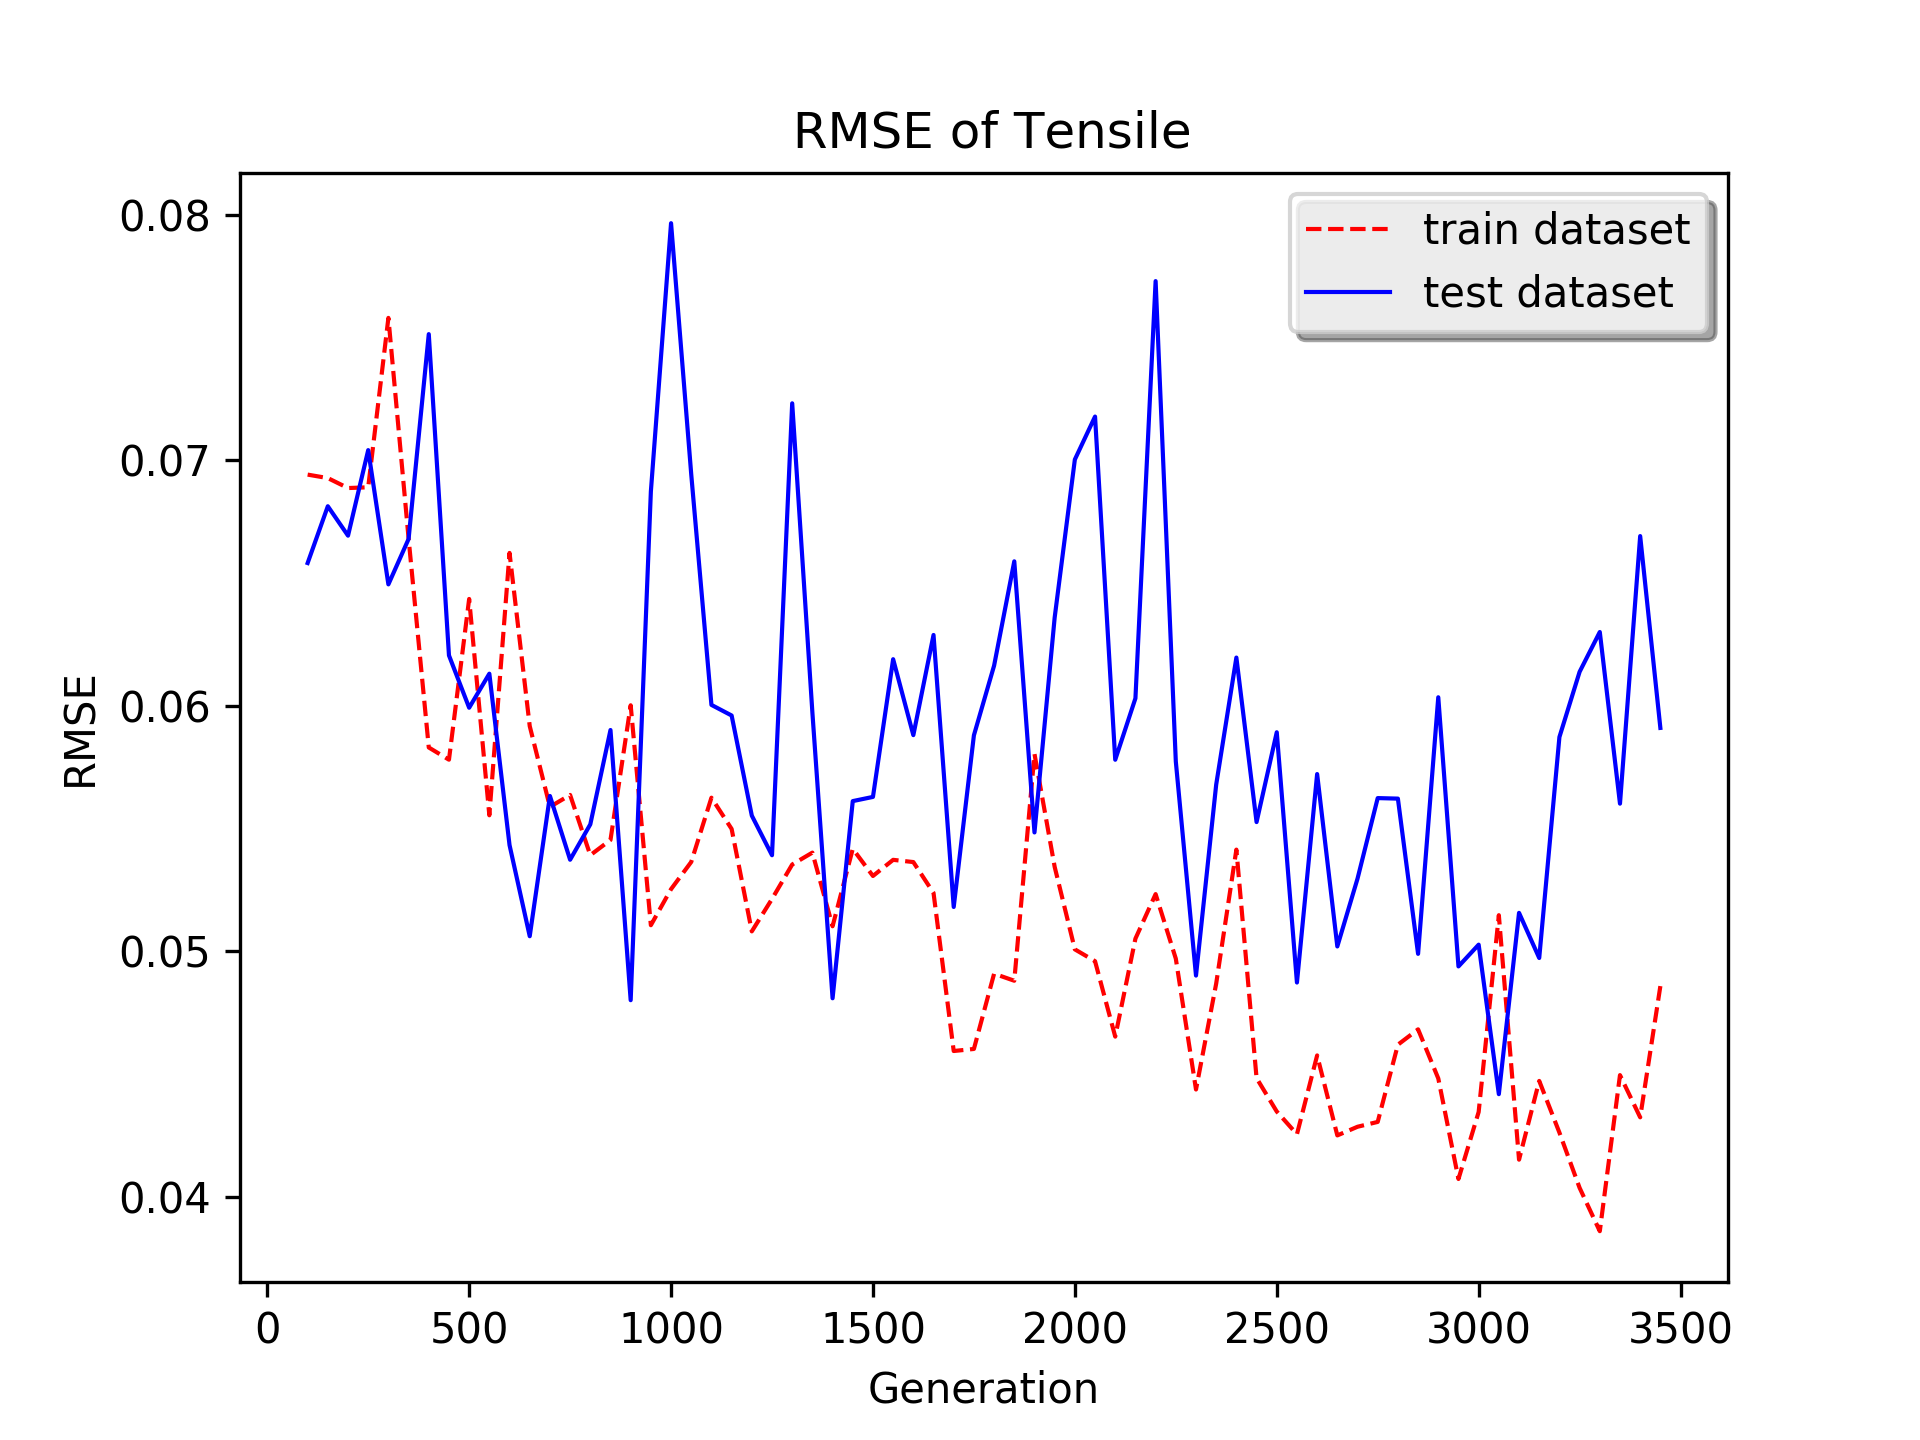 RMSE of Tensile
train dataset
test dataset
0.08
0.07
0.06
0.05
0.04
RMSE
0 500 1000 1500 2000 2500 3000 3500
Generation